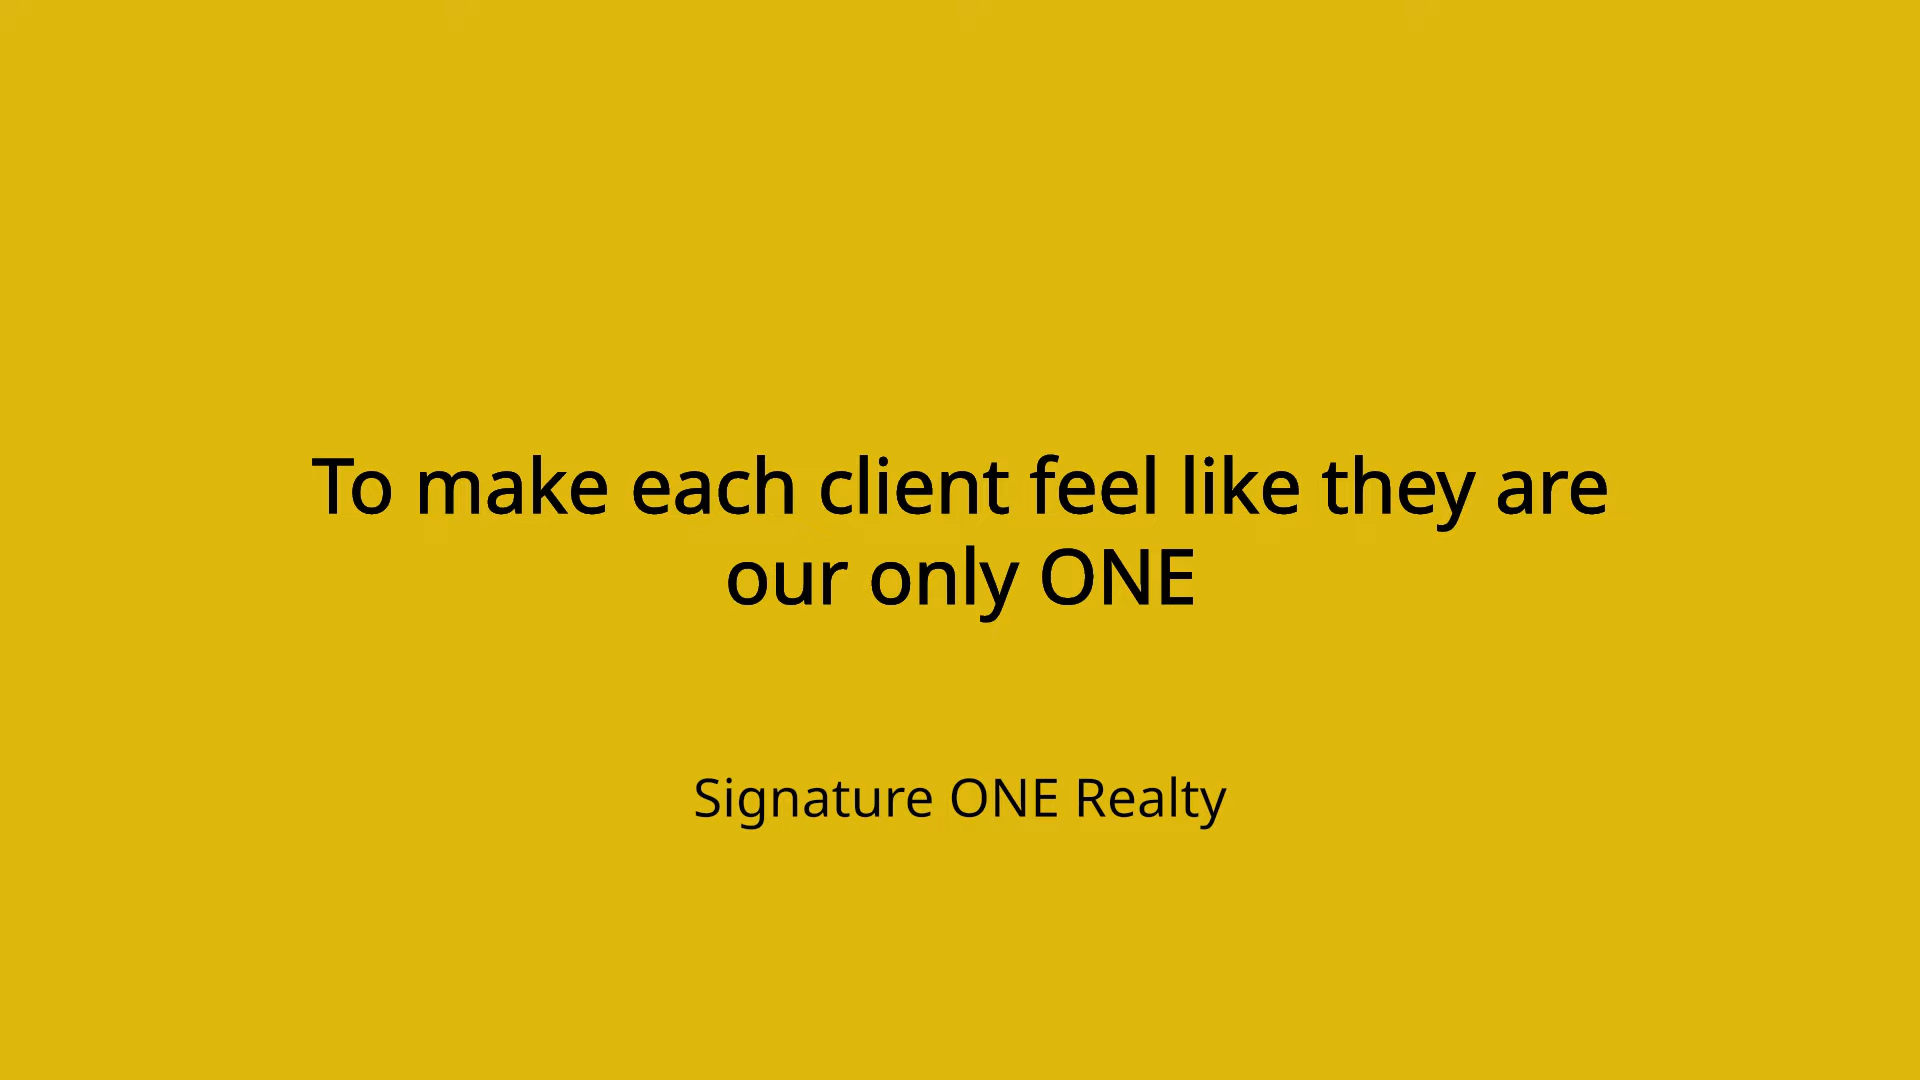 To make each client feel like they are
our only ONE
Signature ONE Realty